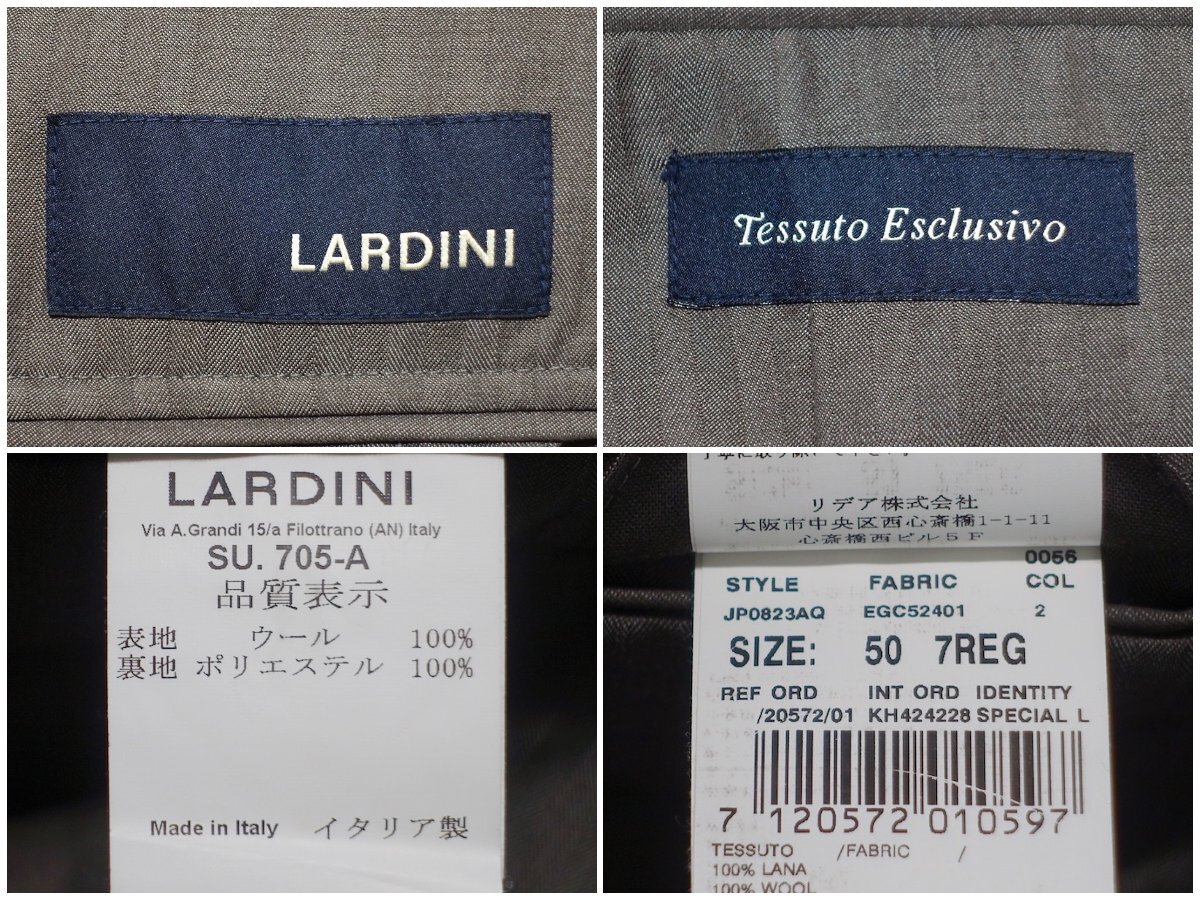 LARDINI
Tessuto Esclusivo
LARDINI
Via A.Grandi 15/a Filottrano (AN) Italy
SU. 705-A
品質表示
表地 ウール 100%
裏地 ポリエステル 100%
Made in Italy イタリア製
リデア株式会社
大阪市中央区西心斎橋1-1-11
心斎橋西ビル5F
0056
STYLE FABRIC COL
JP0823AQ EGC52401 2
SIZE: 50 7REG
REF ORD INT ORD IDENTITY
/20572/01 KH424228 SPECIAL L
7 120572 010597
TESSUTO /FABRIC /
100% LANA
100% WOOL